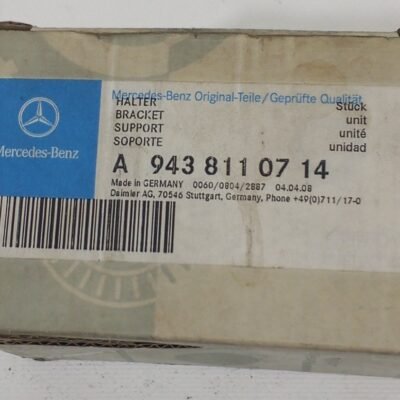 Mercedes-Benz Original-Teile/Geprüfte Qualität
HALTER
BRACKET
SUPPORT
SOPORTE
Stück
unit
unité
unidad
Mercedes-Benz
A 943 811 07 14
Made in GERMANY 0060/0804/2887 04.04.08
Daimler AG, 70546 Stuttgart, Germany, Phone +49(0)711/17-0